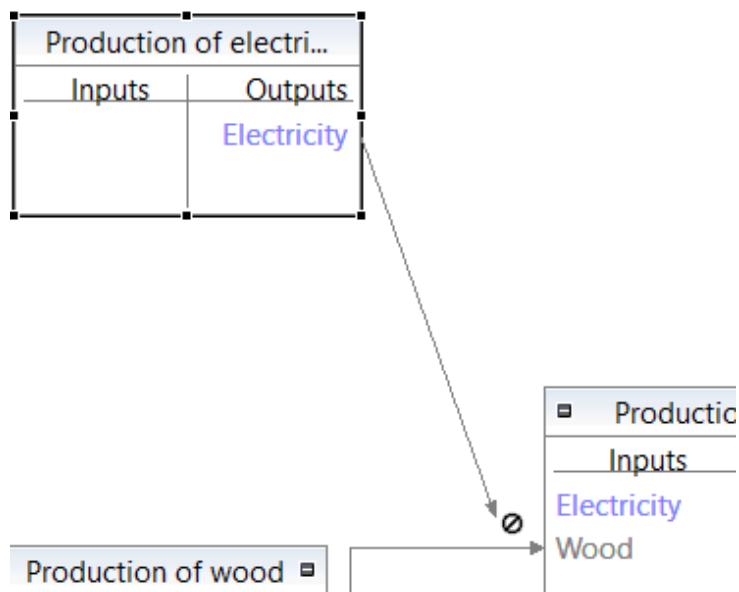 Production of electri...
Inputs Outputs
Electricity
Productio
Inputs
Electricity
Wood
Production of wood